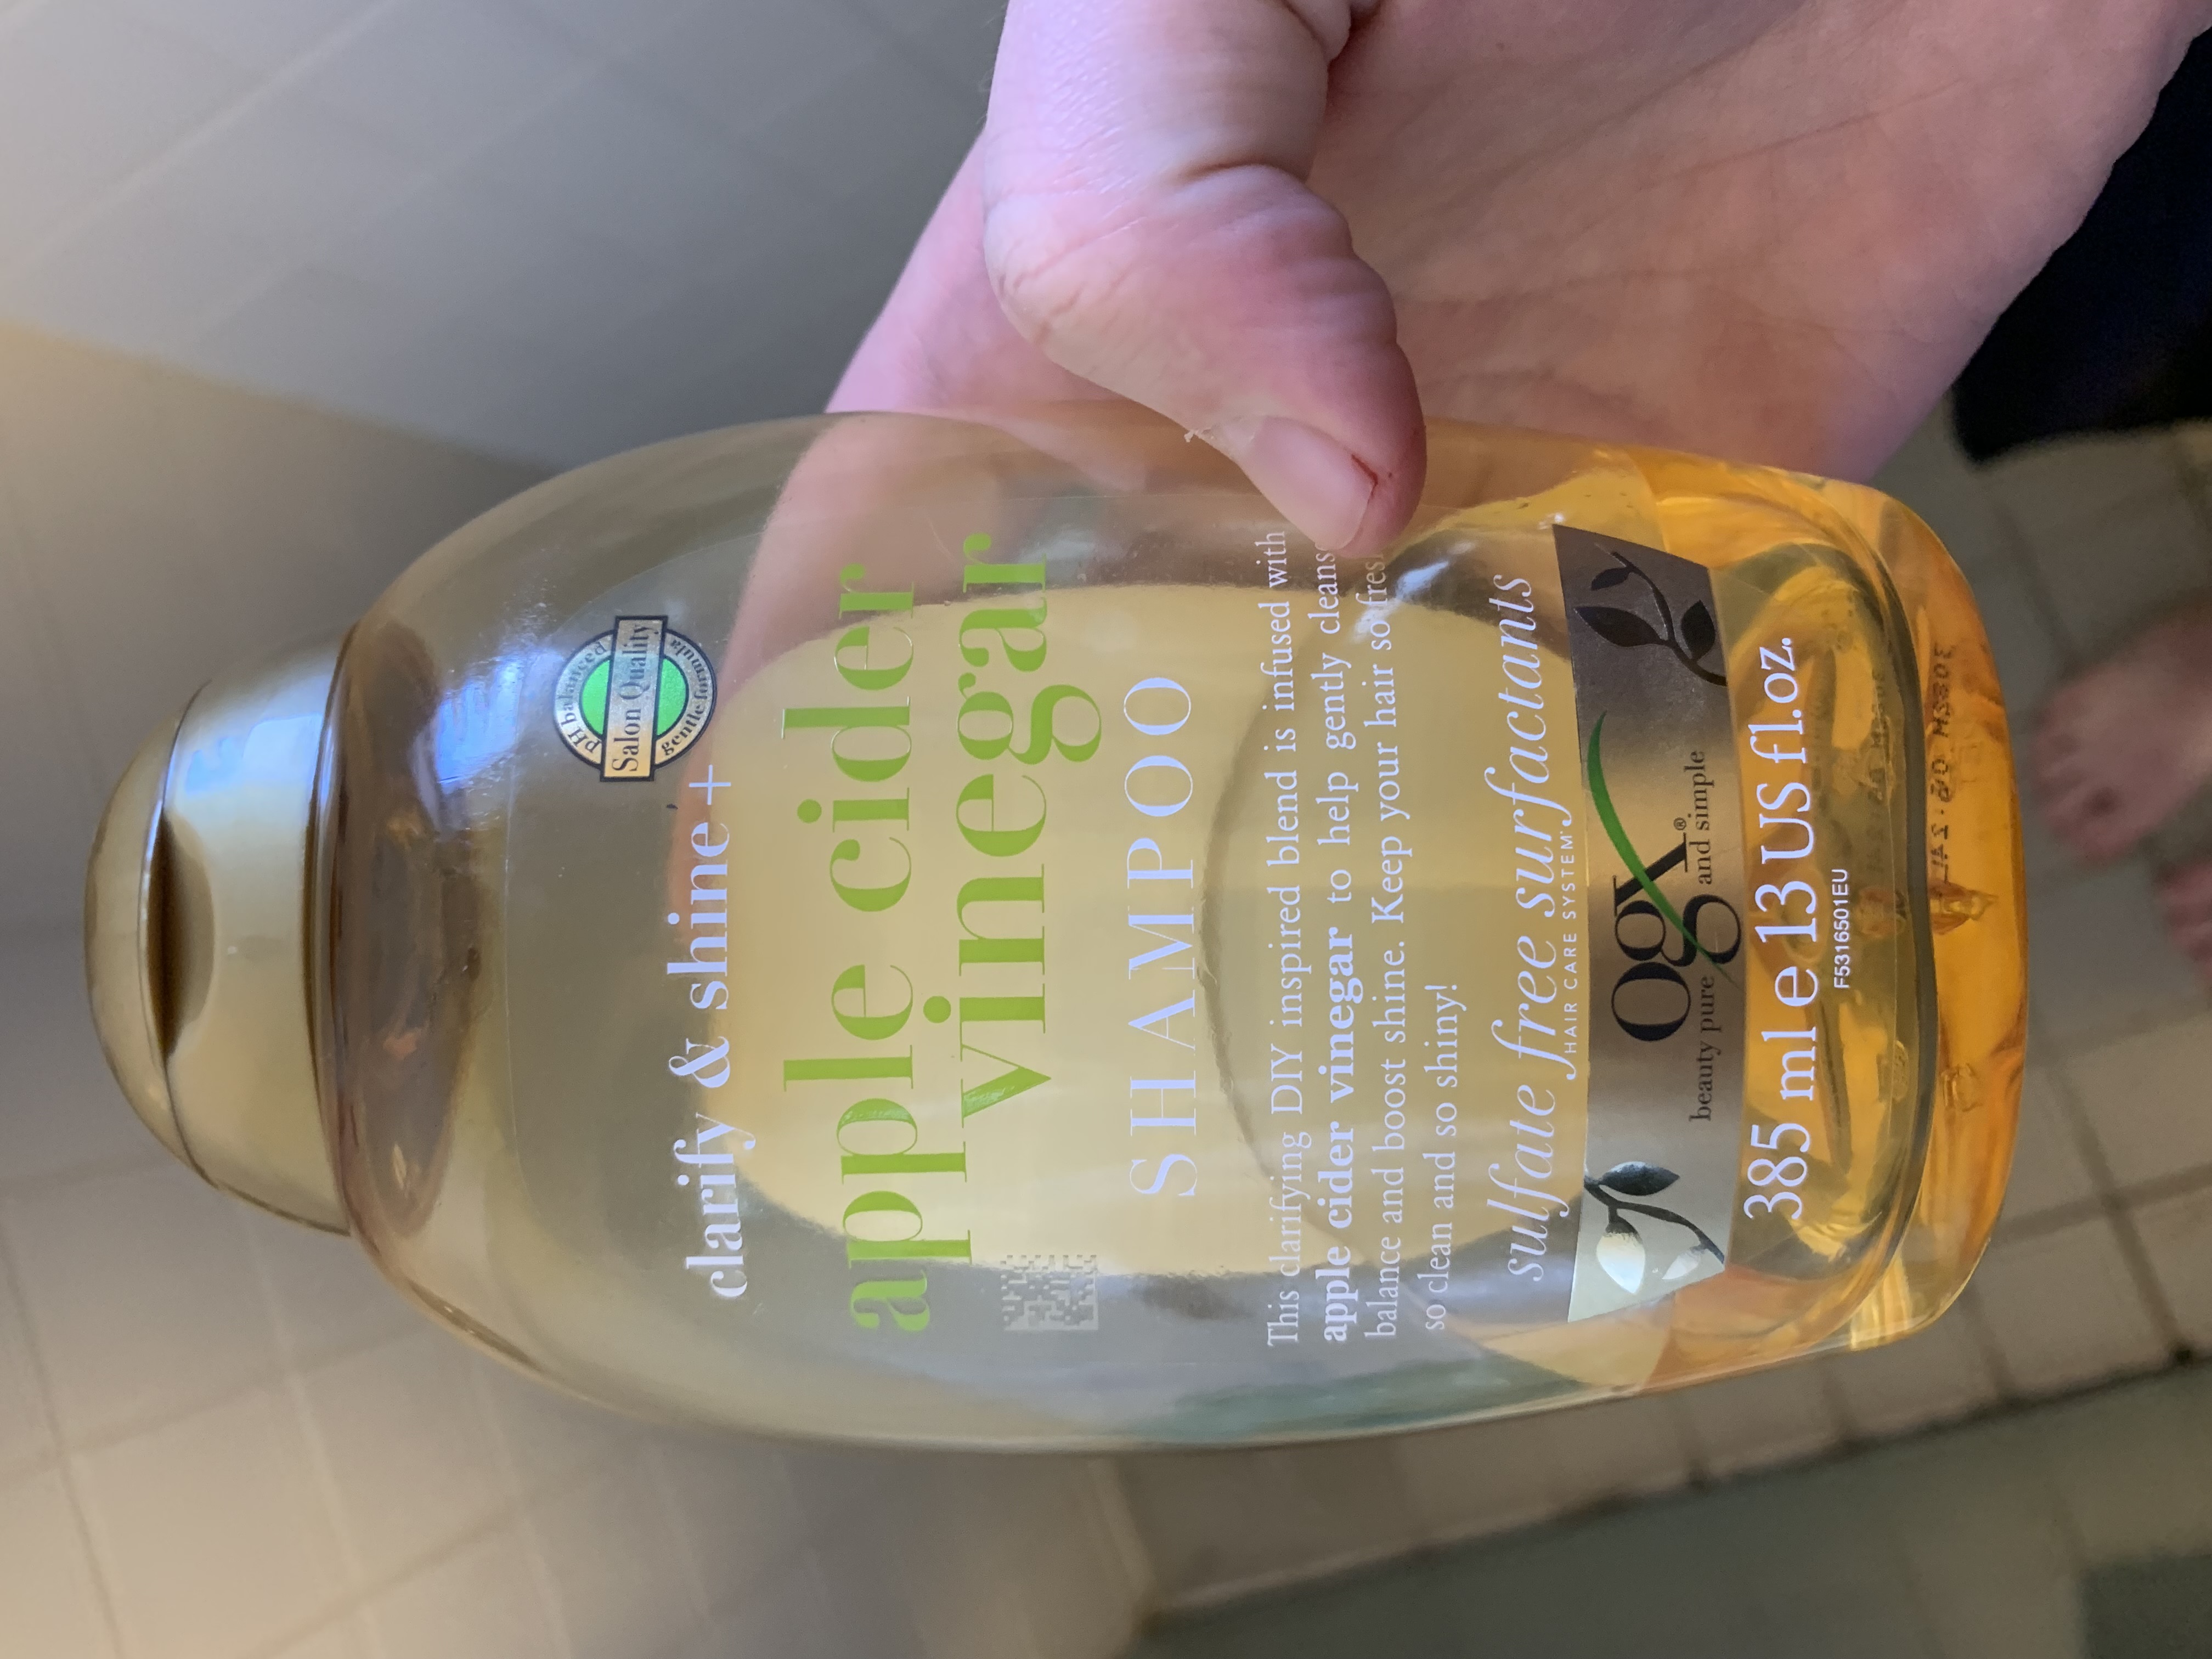 pH balanced
Salon Quality
gentle formula
clarify & shine +
apple cider
vinegar
SHAMPOO
This clarifying DIY inspired blend is infused with
apple cider vinegar to help gently
balance and boost shine. Keep your hair so
so clean and so shiny!
sulfate free surfactants
HAIR CARE SYSTEM
ogx®
beauty pure and simple
385 ml e 13 US fl.oz.
F5316501EU